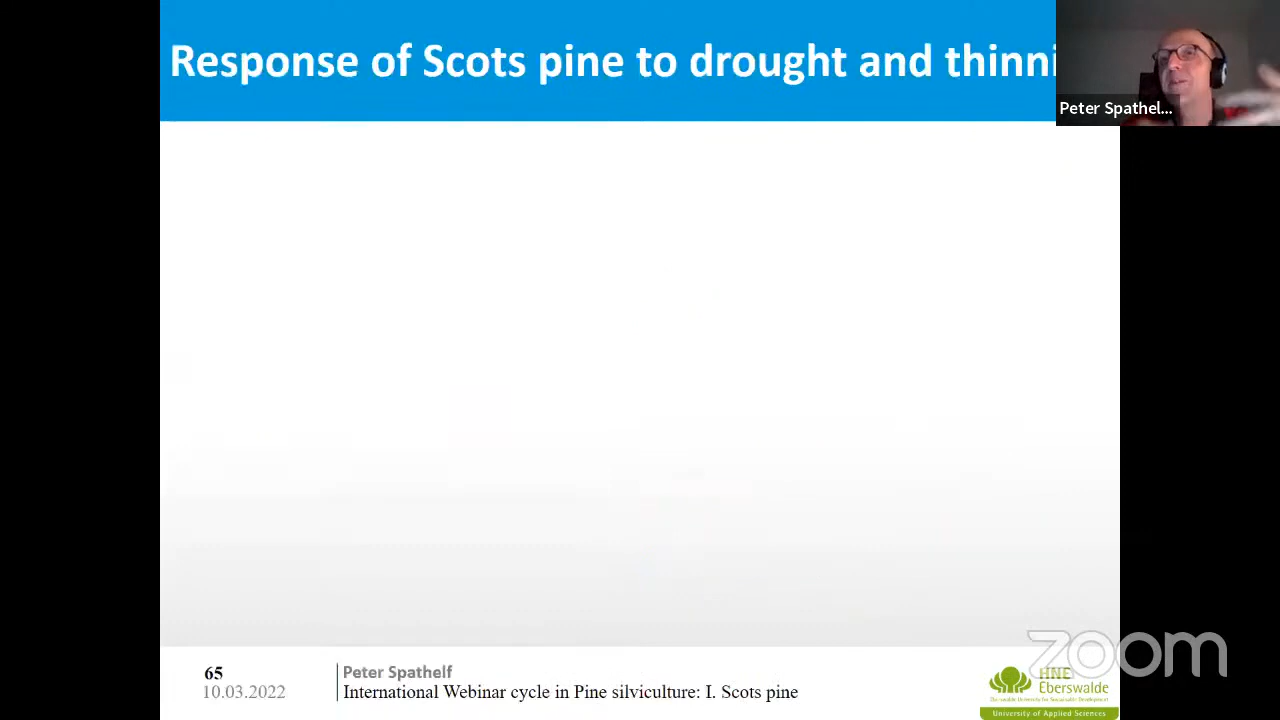 Response of Scots pine to drought and thinni
Peter Spathel...
65
10.03.2022
Peter Spathelf
International Webinar cycle in Pine silviculture: I. Scots pine
zoom
HNE
Eberswalde
University of Applied Sciences